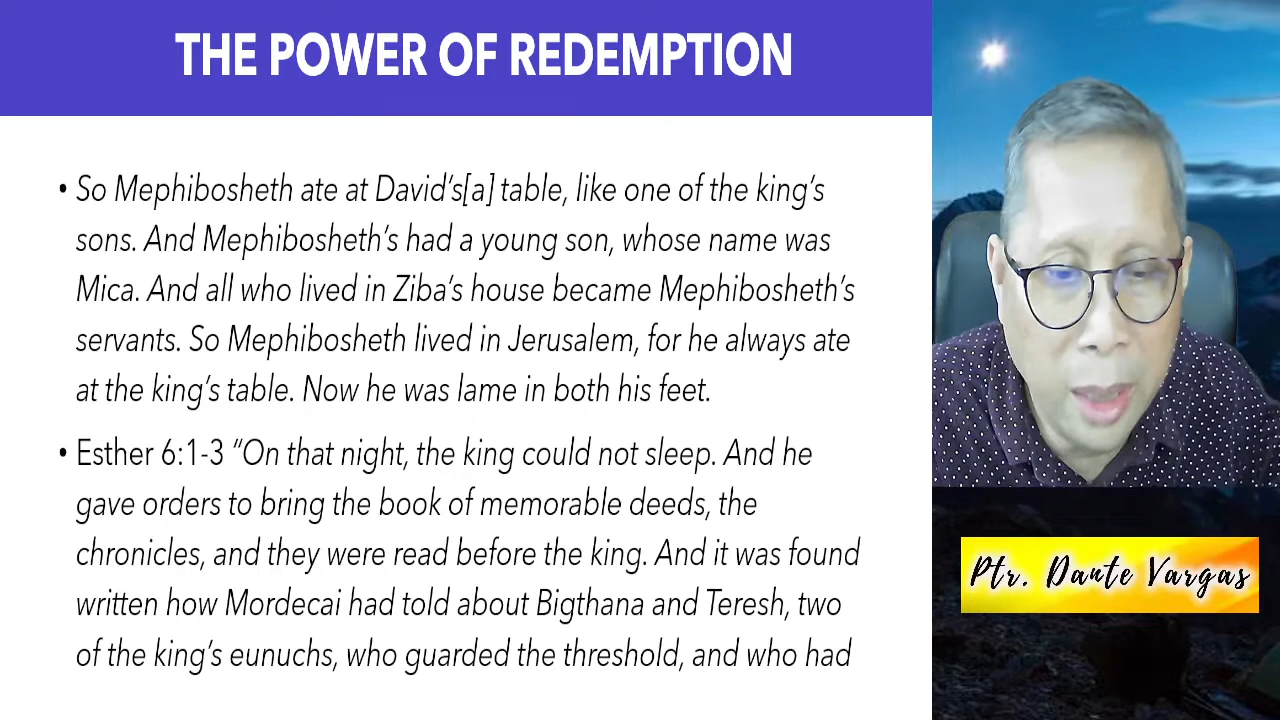 THE POWER OF REDEMPTION
• So Mephibosheth ate at David’s[a] table, like one of the king’s
sons. And Mephibosheth’s had a young son, whose name was
Mica. And all who lived in Ziba’s house became Mephibosheth’s
servants. So Mephibosheth lived in Jerusalem, for he always ate
at the king’s table. Now he was lame in both his feet.
• Esther 6:1-3 “On that night, the king could not sleep. And he
gave orders to bring the book of memorable deeds, the
chronicles, and they were read before the king. And it was found
written how Mordecai had told about Bigthana and Teresh, two
of the king’s eunuchs, who guarded the threshold, and who had
Ptr. Dante Vargas